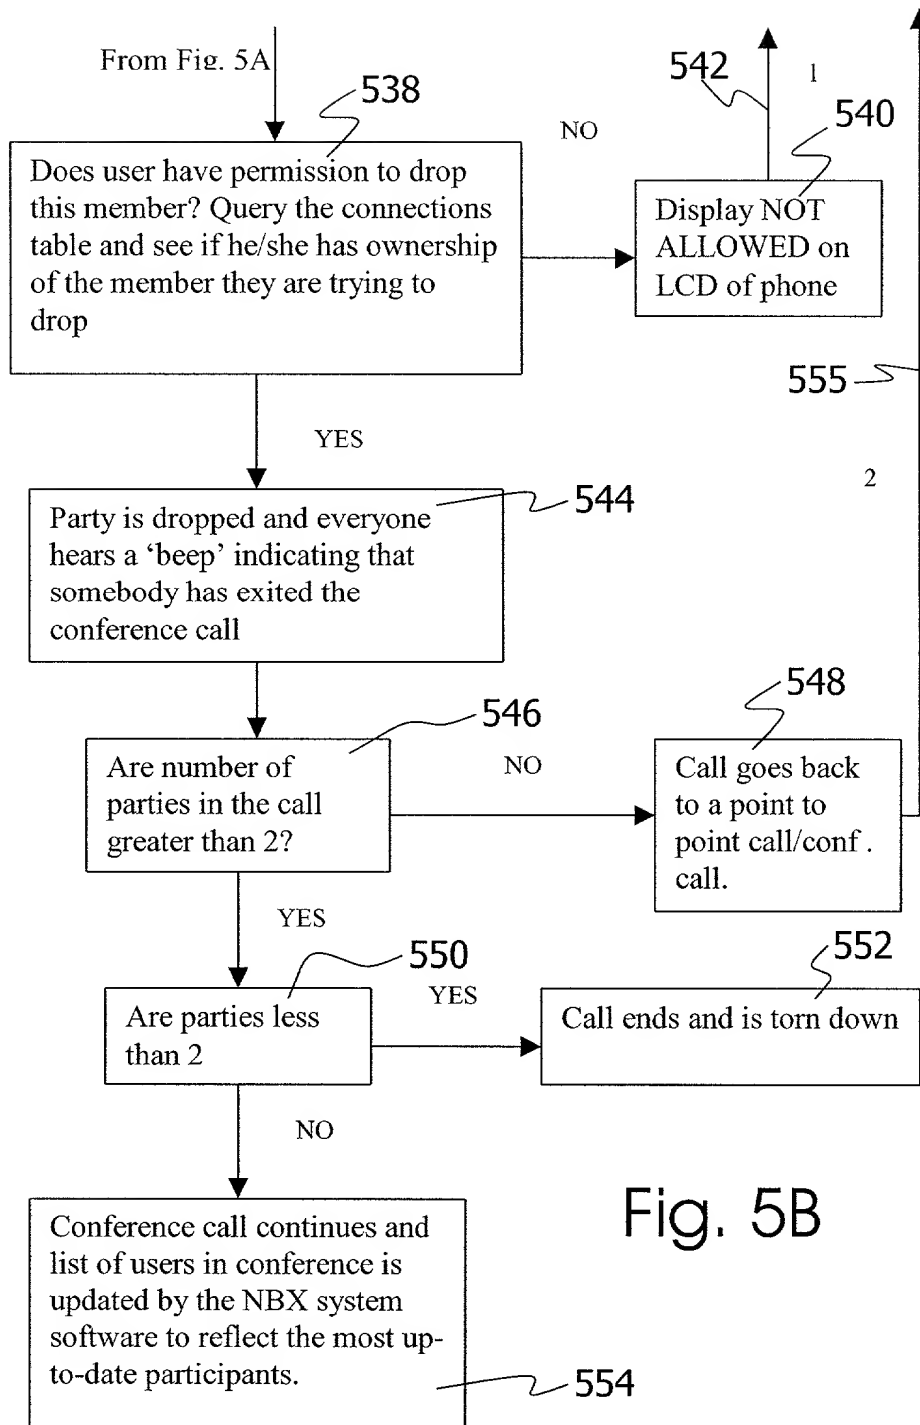 From Fig. 5A
538
542
1
540
NO
Does user have permission to drop
this member? Query the connections
table and see if he/she has ownership
of the member they are trying to
drop
Display NOT
ALLOWED on
LCD of phone
555
YES
2
544
Party is dropped and everyone
hears a ‘beep’ indicating that
somebody has exited the
conference call
546
548
Are number of
parties in the call
greater than 2?
NO
Call goes back
to a point to
point call/conf .
call.
YES
550
552
YES
Are parties less
than 2
Call ends and is torn down
NO
Fig. 5B
Conference call continues and
list of users in conference is
updated by the NBX system
software to reflect the most up-
to-date participants.
554